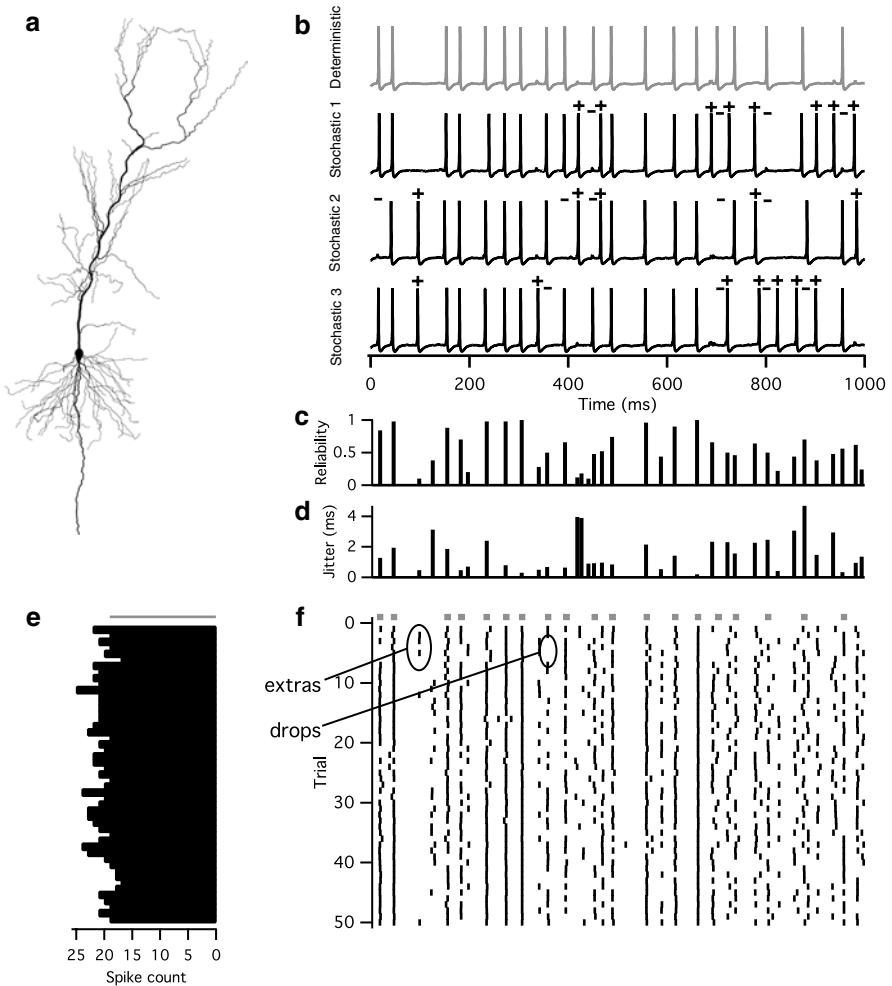 a
b
Deterministic
Stochastic 1
+ - + + - + + - + + - +
Stochastic 2
- + - + - + - + - +
Stochastic 3
+ + - - + + - + + - +
0 200 400 600 800 1000
Time (ms)
c
Reliability
1
0.5
0
d
Jitter (ms)
4
2
0
e
25 20 15 10 5 0
Spike count
f
Trial
0
10
20
30
40
50
extras
drops